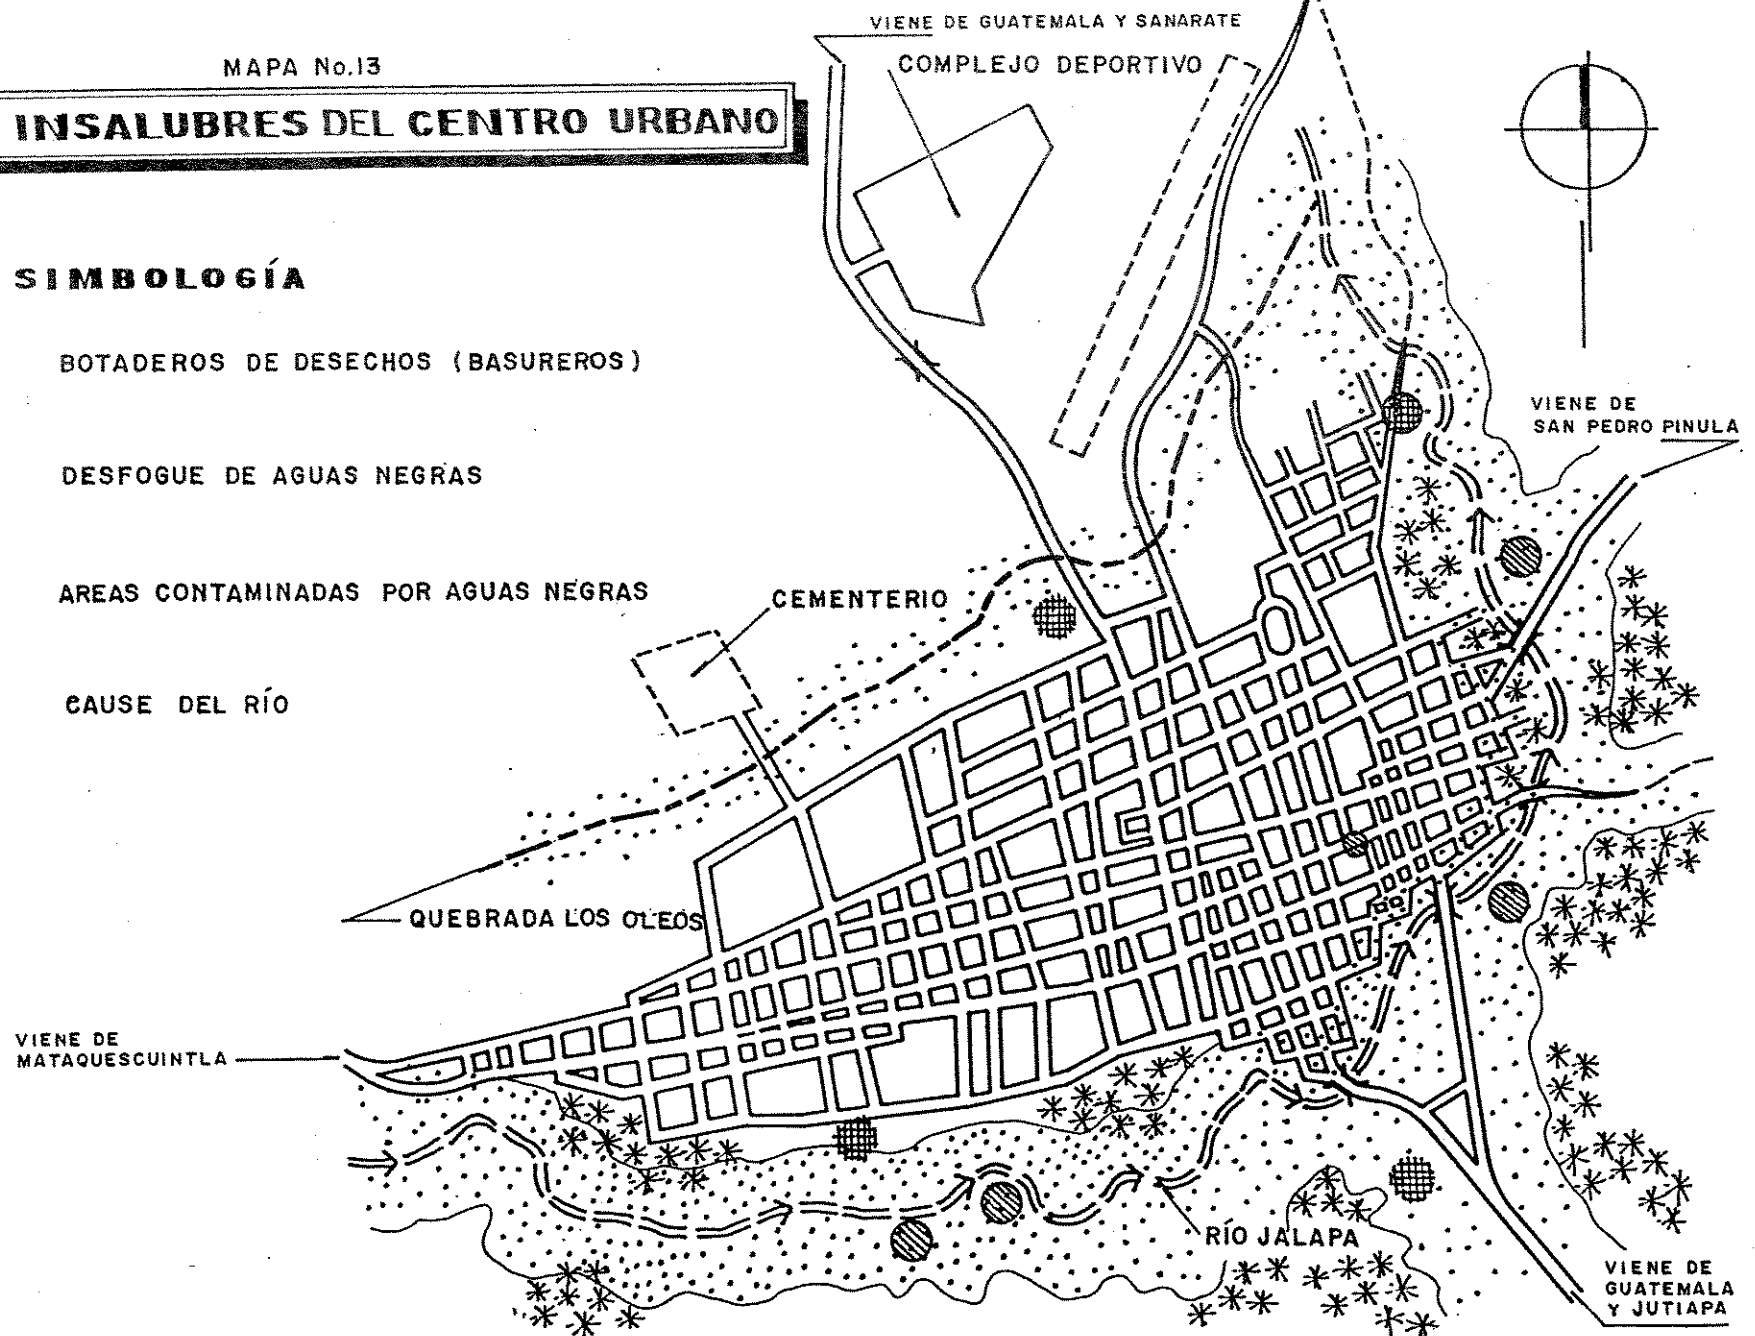 MAPA No.13
INSALUBRES DEL CENTRO URBANO
SIMBOLOGÍA
BOTADEROS DE DESECHOS (BASUREROS)
DESFOGUE DE AGUAS NEGRAS
AREAS CONTAMINADAS POR AGUAS NEGRAS
CAUSE DEL RÍO
VIENE DE GUATEMALA Y SANARATE
COMPLEJO DEPORTIVO
VIENE DE
SAN PEDRO PINULA
CEMENTERIO
QUEBRADA LOS OLEOS
VIENE DE
MATAQUESCUINTLA
RÍO JALAPA
VIENE DE
GUATEMALA
Y JUTIAPA